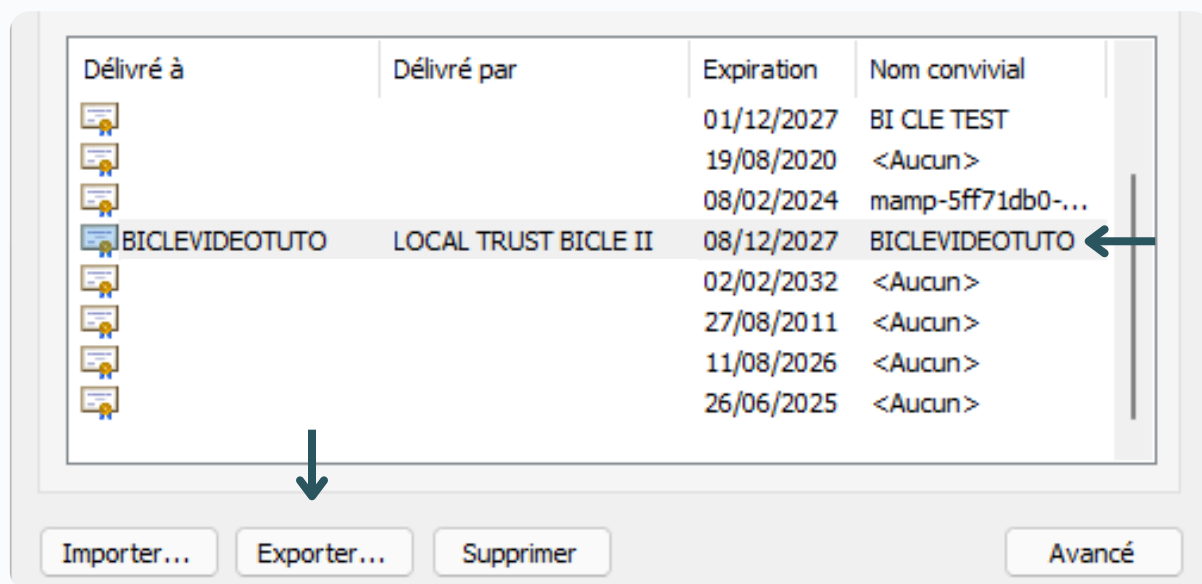 Délivré à Délivré par Expiration Nom convivial
01/12/2027 BI CLE TEST
19/08/2020 <Aucun>
08/02/2024 mamp-5ff71db0-...
BICLEVIDEOTUTO LOCAL TRUST BICLE II 08/12/2027 BICLEVIDEOTUTO
02/02/2032 <Aucun>
27/08/2011 <Aucun>
11/08/2026 <Aucun>
26/06/2025 <Aucun>
Importer... Exporter... Supprimer Avancé